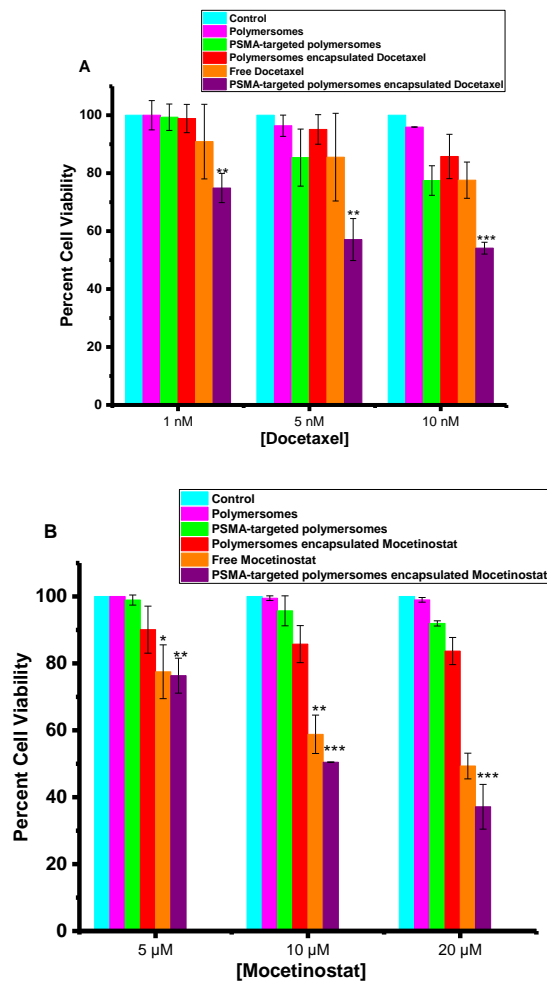 Control
Polymersomes
PSMA-targeted polymersomes
Polymersomes encapsulated Docetaxel
Free Docetaxel
PSMA-targeted polymersomes encapsulated Docetaxel
A
Percent Cell Viability
100
80
60
40
20
0
**
**
***
1 nM 5 nM 10 nM
[Docetaxel]
Control
Polymersomes
PSMA-targeted polymersomes
Polymersomes encapsulated Mocetinostat
Free Mocetinostat
PSMA-targeted polymersomes encapsulated Mocetinostat
B
Percent Cell Viability
100
80
60
40
20
0
* **
** ***
***
5 µM 10 µM 20 µM
[Mocetinostat]